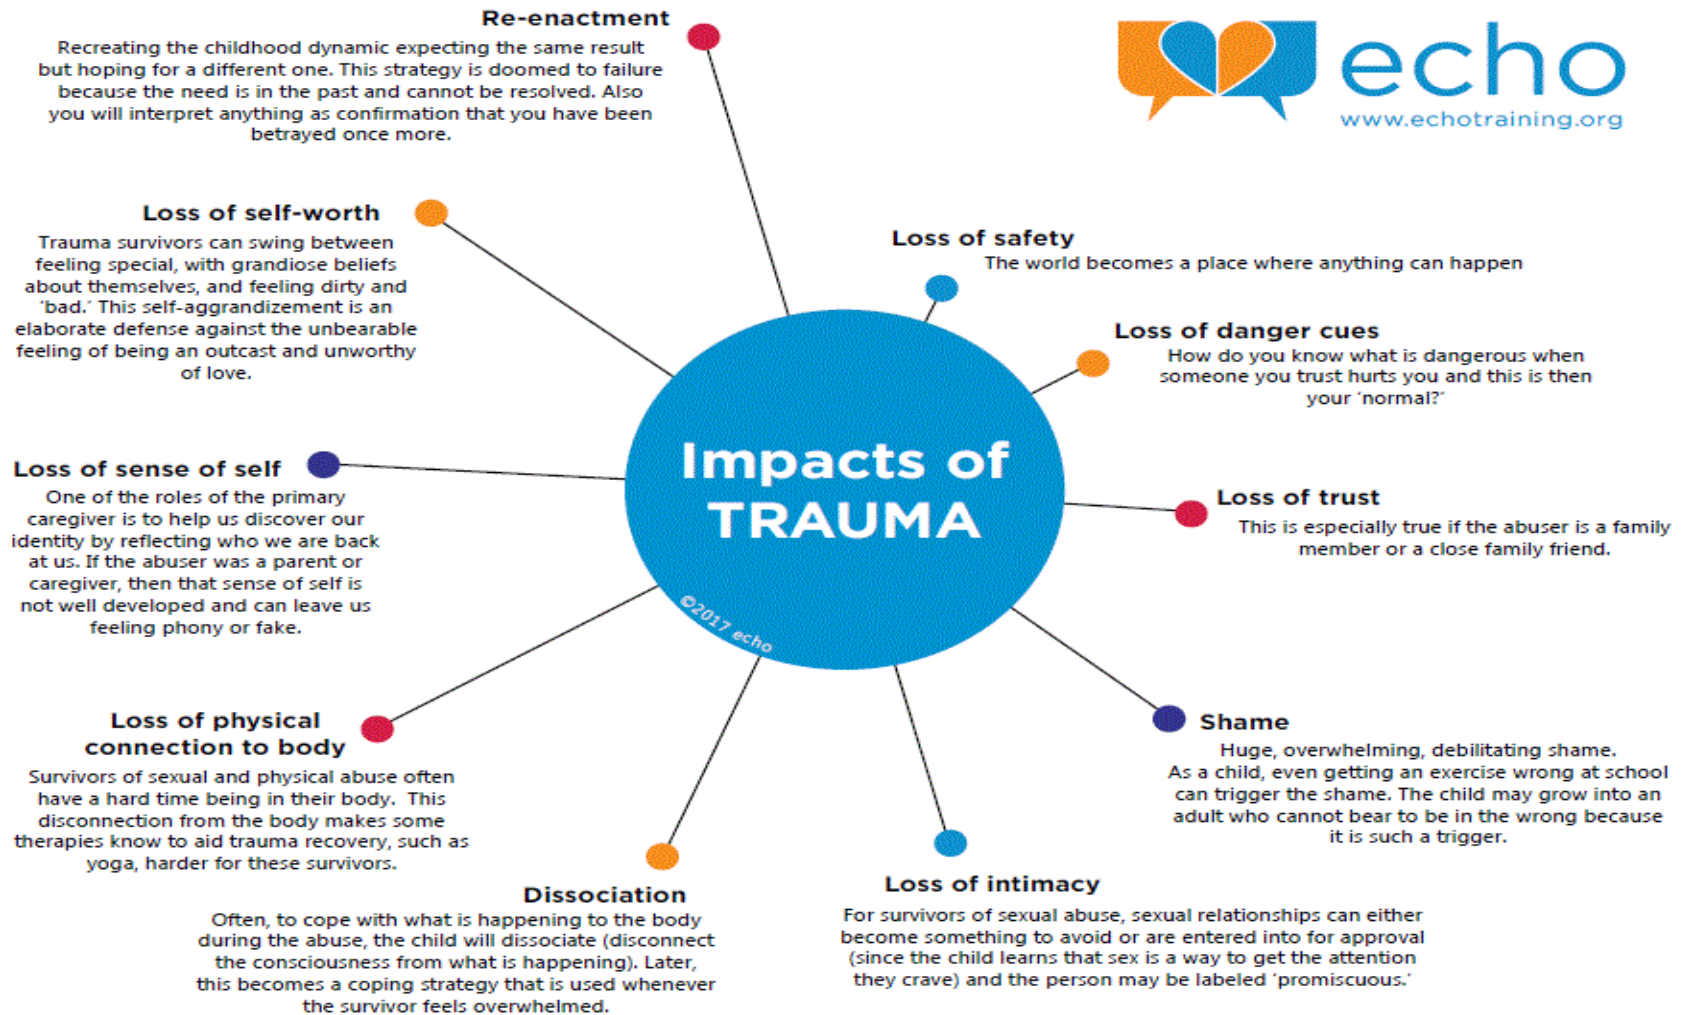 Re-enactment
Recreating the childhood dynamic expecting the same result
but hoping for a different one. This strategy is doomed to failure
because the need is in the past and cannot be resolved. Also
you will interpret anything as confirmation that you have been
betrayed once more.
echo
www.echotraining.org
Loss of self-worth
Trauma survivors can swing between
feeling special, with grandiose beliefs
about themselves, and feeling dirty and
'bad.' This self-aggrandizement is an
elaborate defense against the unbearable
feeling of being an outcast and unworthy
of love.
Loss of safety
The world becomes a place where anything can happen
Loss of danger cues
How do you know what is dangerous when
someone you trust hurts you and this is then
your 'normal?'
Impacts of
TRAUMA
©2017 echo
Loss of sense of self
One of the roles of the primary
caregiver is to help us discover our
identity by reflecting who we are back
at us. If the abuser was a parent or
caregiver, then that sense of self is
not well developed and can leave us
feeling phony or fake.
Loss of trust
This is especially true if the abuser is a family
member or a close family friend.
Loss of physical
connection to body
Survivors of sexual and physical abuse often
have a hard time being in their body. This
disconnection from the body makes some
therapies know to aid trauma recovery, such as
yoga, harder for these survivors.
Shame
Huge, overwhelming, debilitating shame.
As a child, even getting an exercise wrong at school
can trigger the shame. The child may grow into an
adult who cannot bear to be in the wrong because
it is such a trigger.
Dissociation
Often, to cope with what is happening to the body
during the abuse, the child will dissociate (disconnect
the consciousness from what is happening). Later,
this becomes a coping strategy that is used whenever
the survivor feels overwhelmed.
Loss of intimacy
For survivors of sexual abuse, sexual relationships can either
become something to avoid or are entered into for approval
(since the child learns that sex is a way to get the attention
they crave) and the person may be labeled 'promiscuous.'